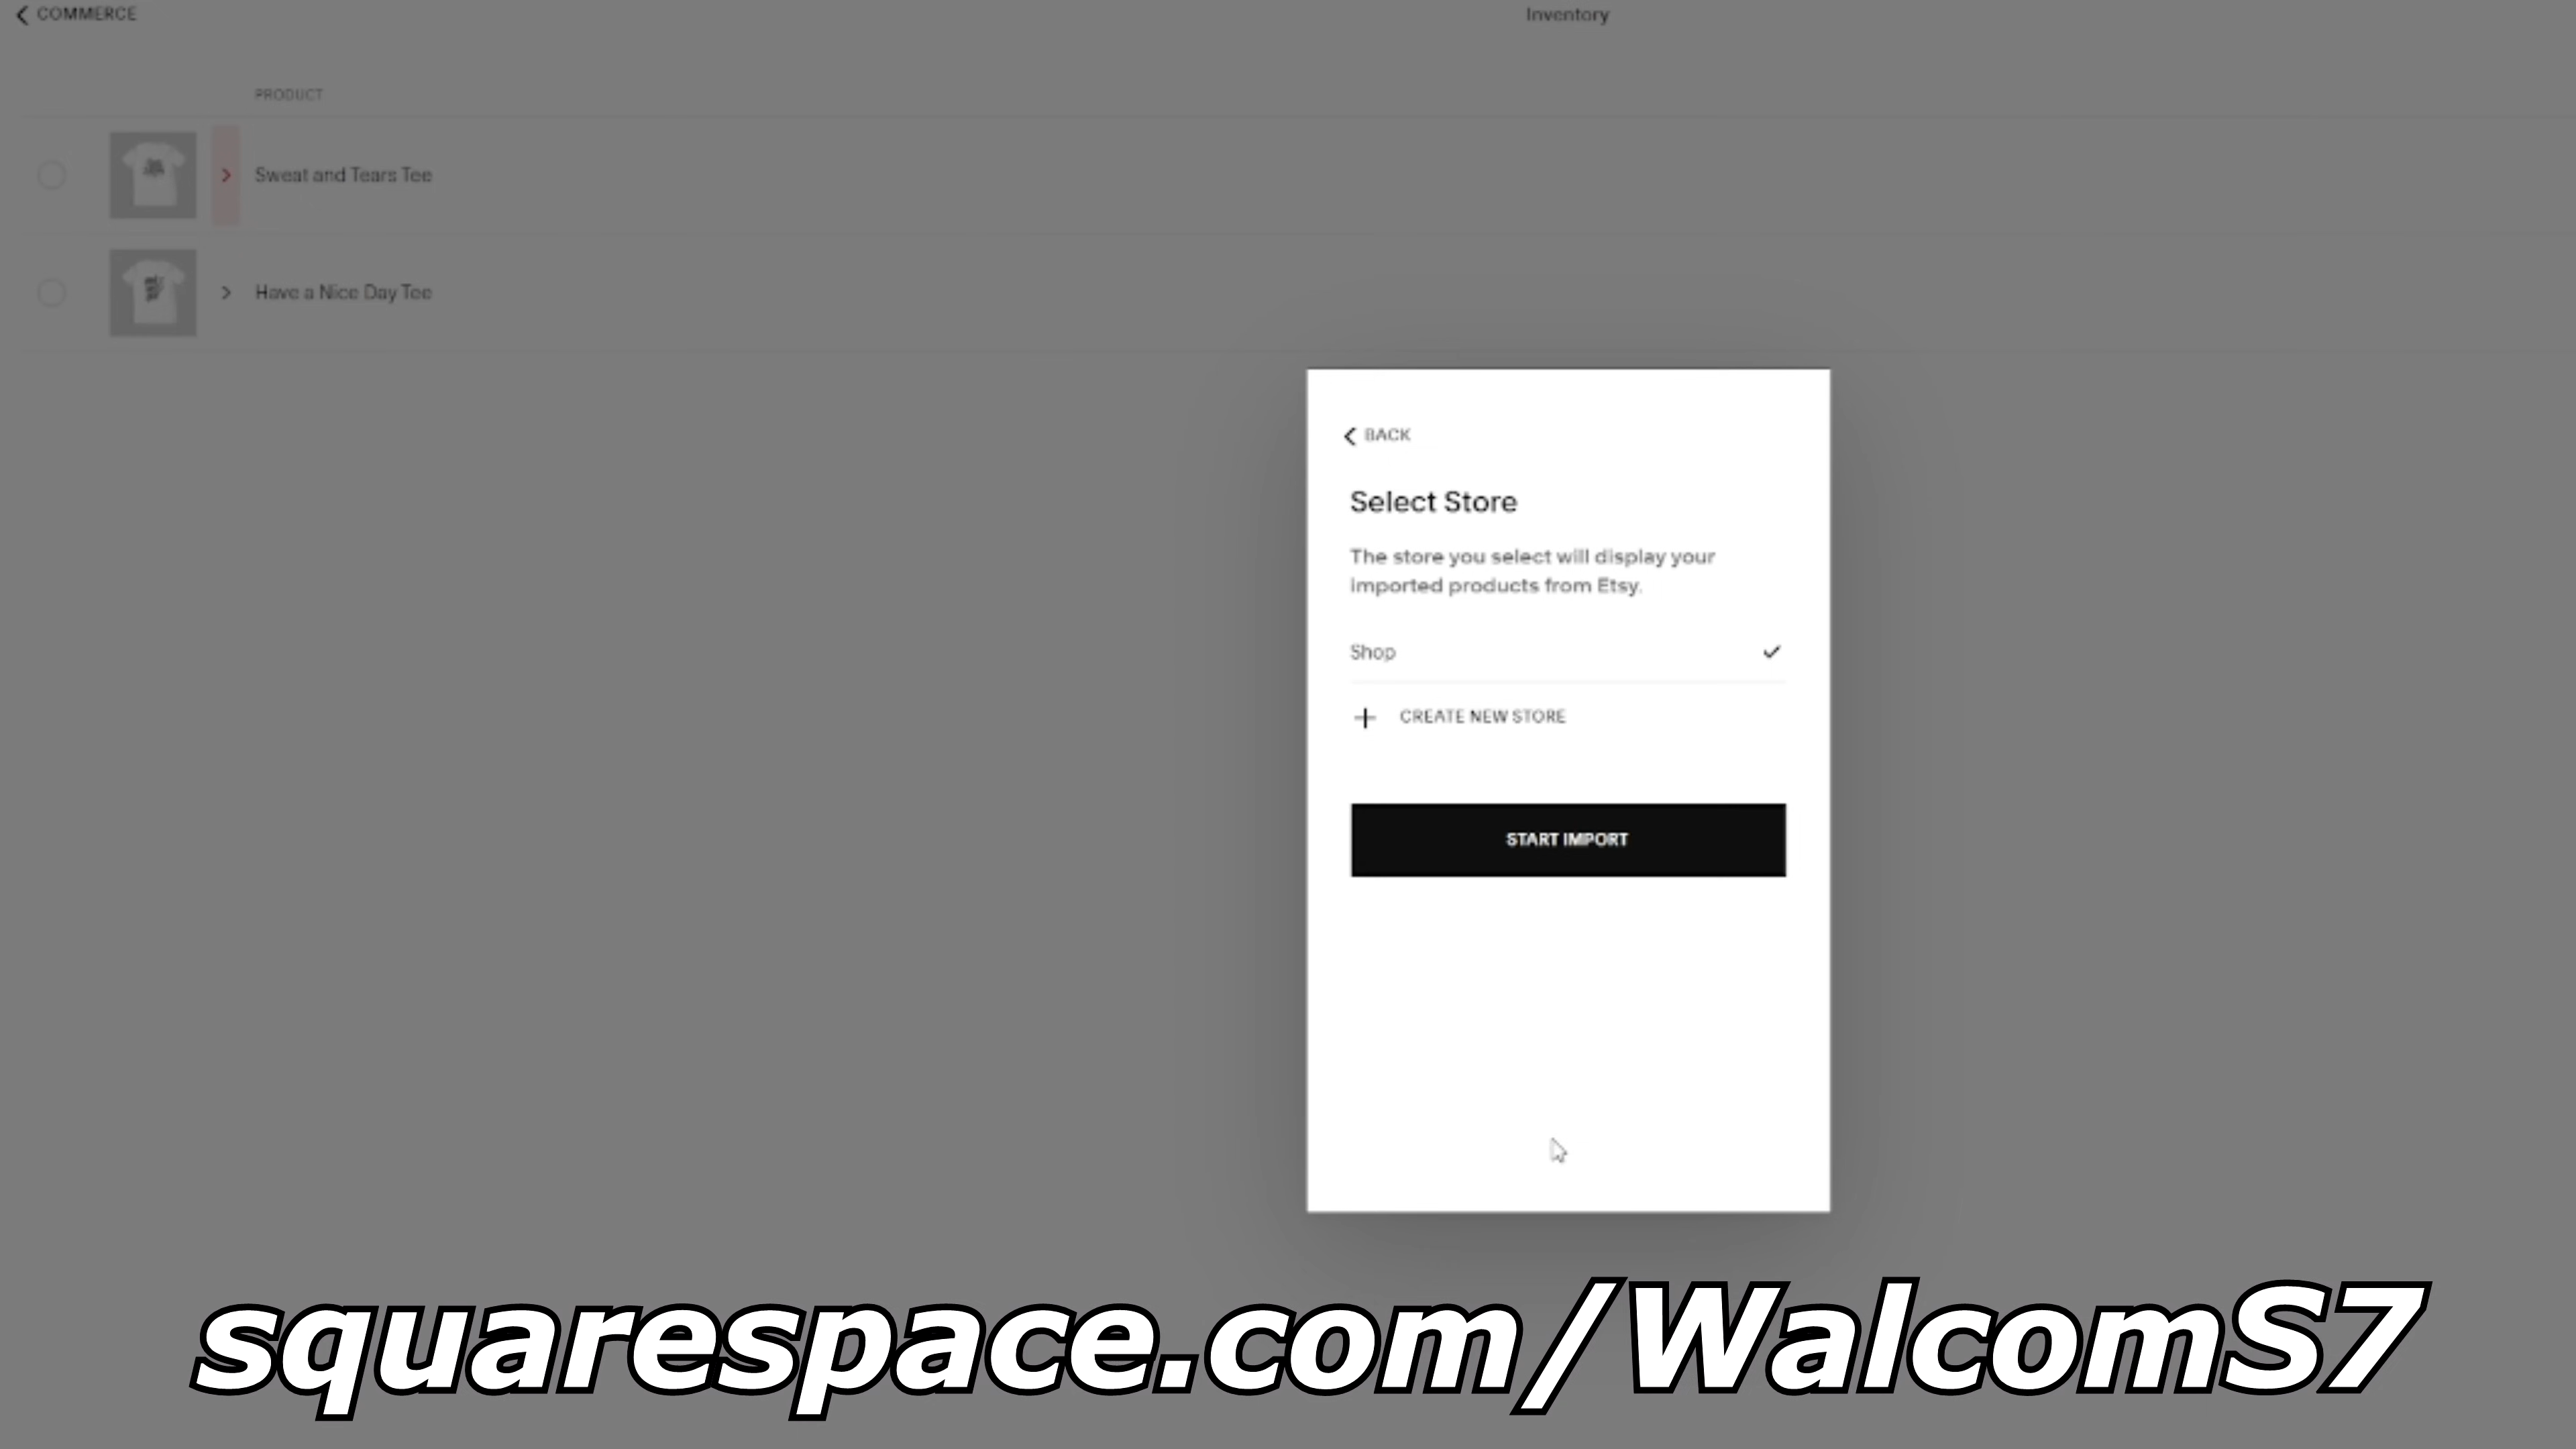 COMMERCE
Inventory
PRODUCT
Sweat and Tears Tee
Have a Nice Day Tee
BACK
Select Store
The store you select will display your
imported products from Etsy.
Shop
CREATE NEW STORE
START IMPORT
squarespace.com/WalcomS7